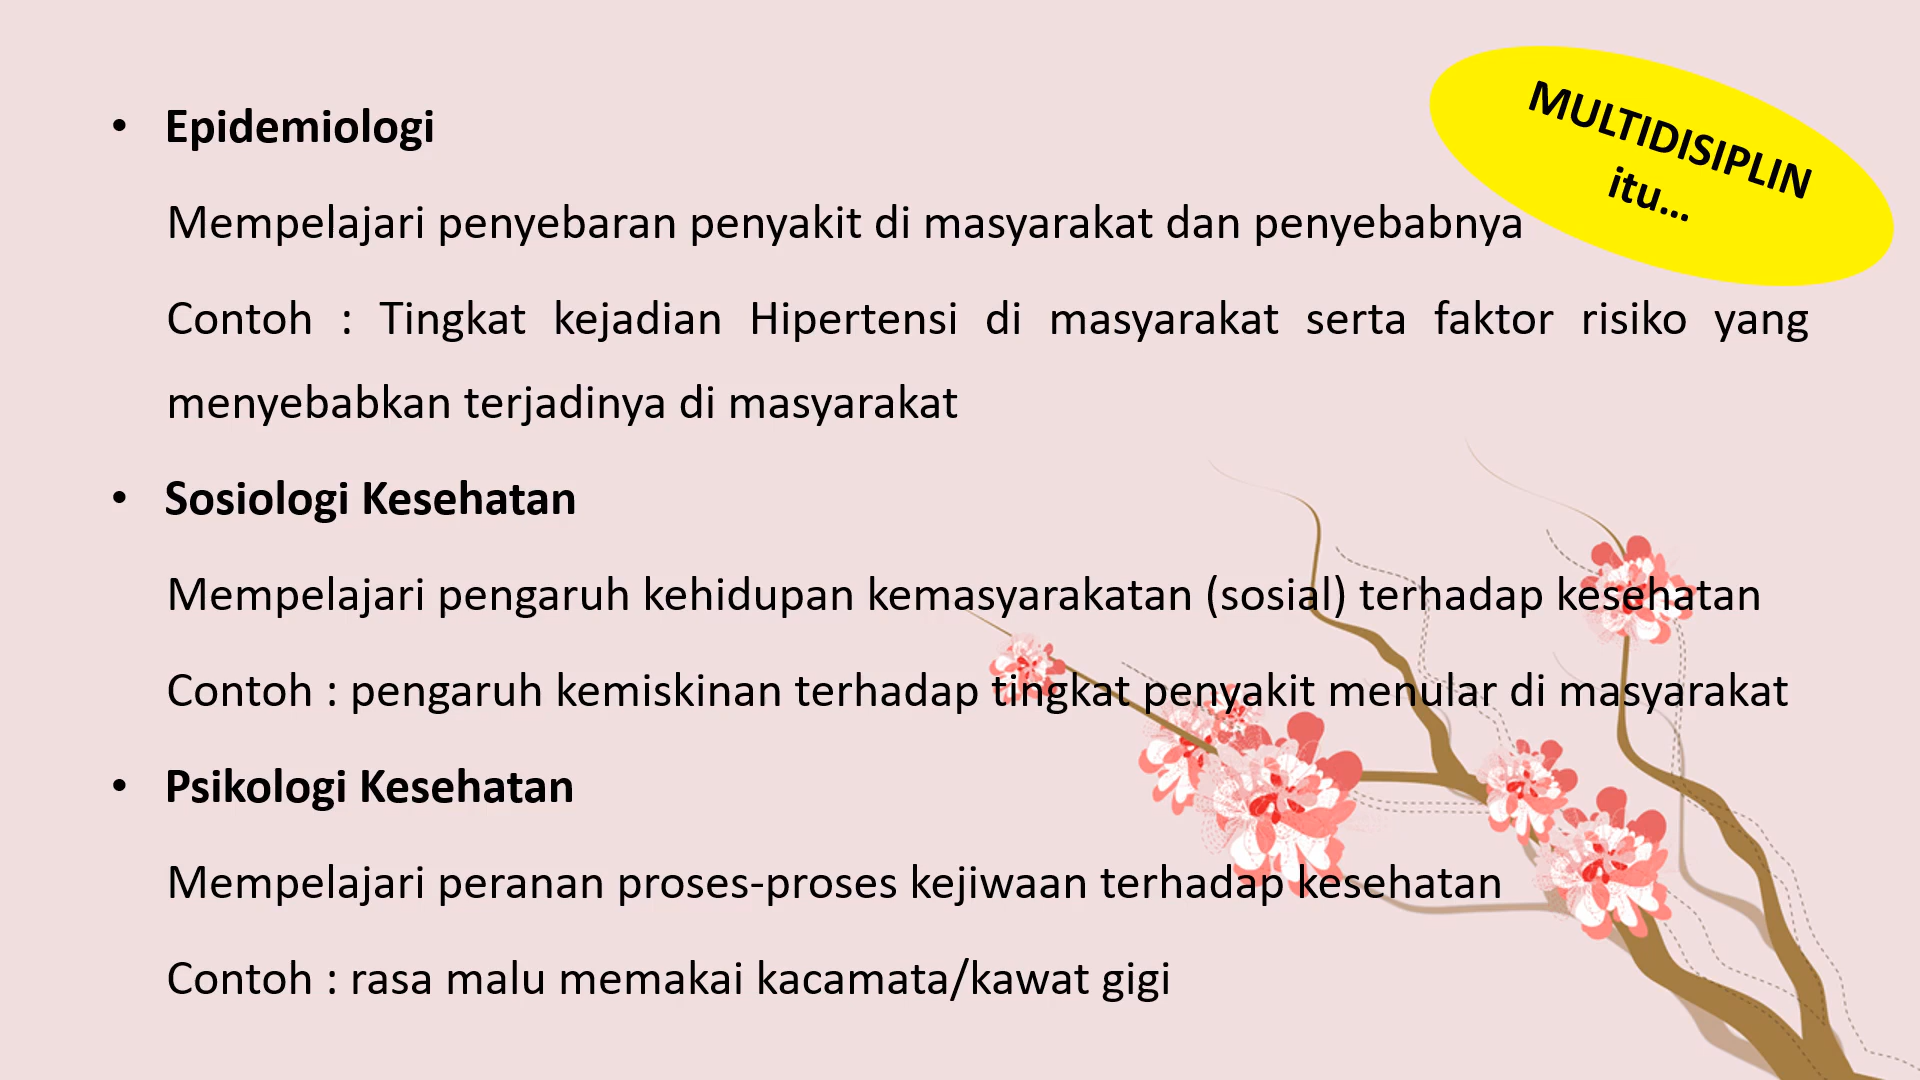 MULTIDISIPLIN
itu...
• Epidemiologi
Mempelajari penyebaran penyakit di masyarakat dan penyebabnya
Contoh : Tingkat kejadian Hipertensi di masyarakat serta faktor risiko yang
menyebabkan terjadinya di masyarakat
• Sosiologi Kesehatan
Mempelajari pengaruh kehidupan kemasyarakatan (sosial) terhadap kesehatan
Contoh : pengaruh kemiskinan terhadap tingkat penyakit menular di masyarakat
• Psikologi Kesehatan
Mempelajari peranan proses-proses kejiwaan terhadap kesehatan
Contoh : rasa malu memakai kacamata/kawat gigi